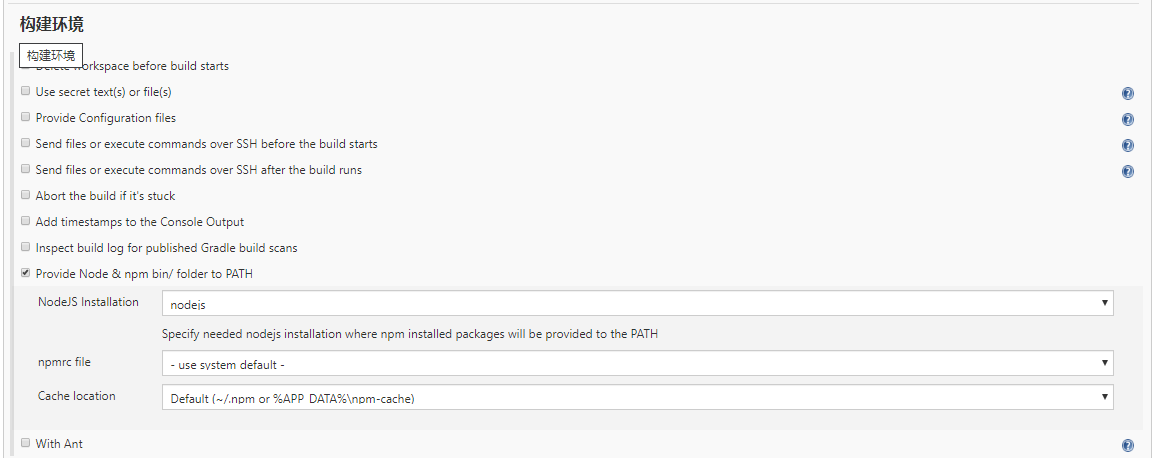 构建环境
构建环境
Delete workspace before build starts
Use secret text(s) or file(s)
Provide Configuration files
Send files or execute commands over SSH before the build starts
Send files or execute commands over SSH after the build runs
Abort the build if it's stuck
Add timestamps to the Console Output
Inspect build log for published Gradle build scans
Provide Node & npm bin/ folder to PATH
NodeJS Installation nodejs
Specify needed nodejs installation where npm installed packages will be provided to the PATH
npmrc file - use system default -
Cache location Default (~/.npm or %APP_DATA%\npm-cache)
With Ant